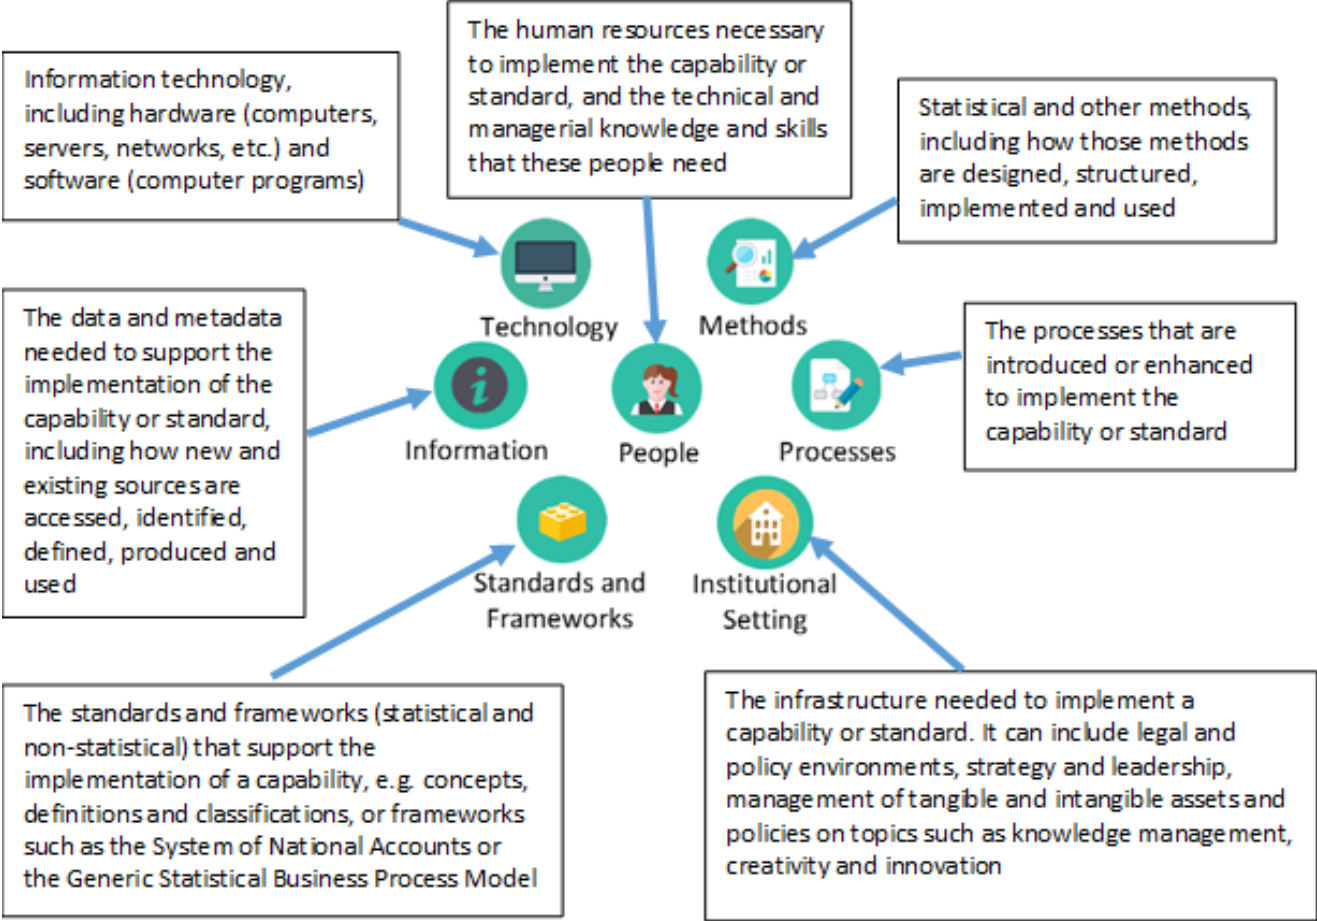 The human resources necessary
to implement the capability or
standard, and the technical and
managerial knowledge and skills
that these people need
Information technology,
including hardware (computers,
servers, networks, etc.) and
software (computer programs)
Statistical and other methods,
including how those methods
are designed, structured,
implemented and used
Technology
Methods
The data and metadata
needed to support the
implementation of the
capability or standard,
including how new and
existing sources are
accessed, identified,
defined, produced and
used
The processes that are
introduced or enhanced
to implement the
capability or standard
Information
People
Processes
Standards and
Frameworks
Institutional
Setting
The standards and frameworks (statistical and
non-statistical) that support the
implementation of a capability, e.g. concepts,
definitions and classifications, or frameworks
such as the System of National Accounts or
the Generic Statistical Business Process Model
The infrastructure needed to implement a
capability or standard. It can include legal and
policy environments, strategy and leadership,
management of tangible and intangible assets and
policies on topics such as knowledge management,
creativity and innovation